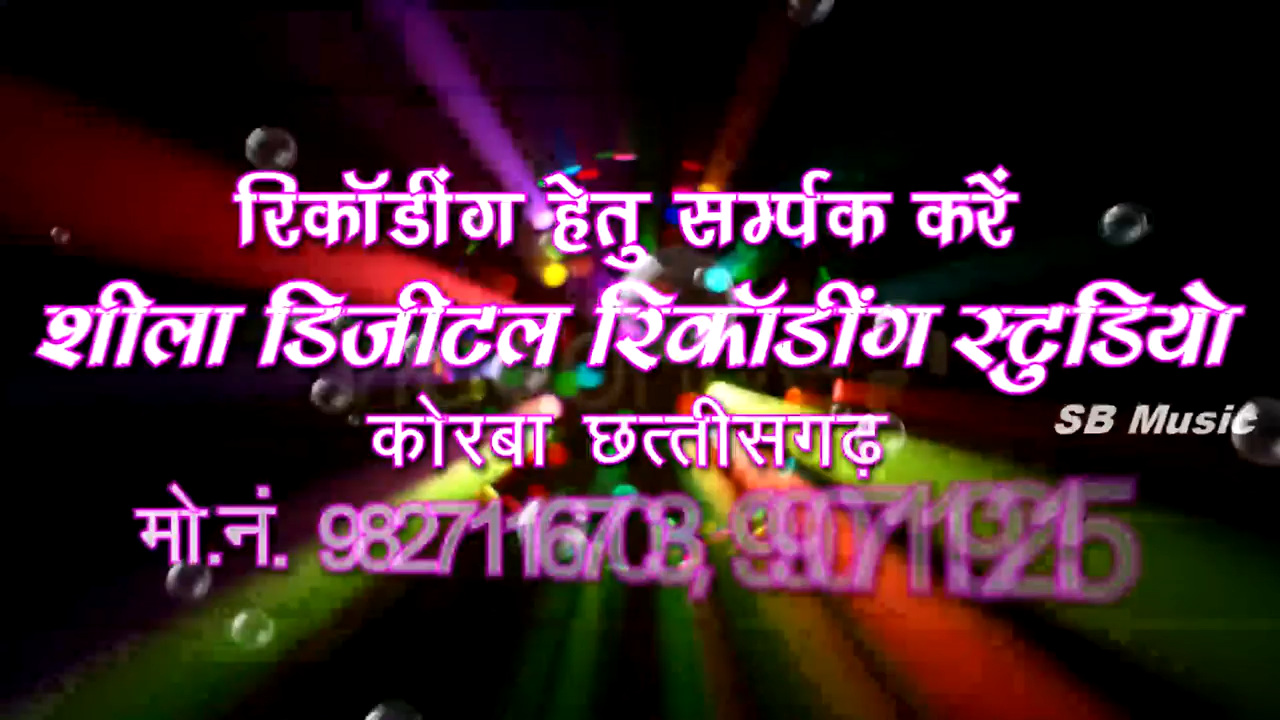 रिकॉर्डींग हेतु सर्म्पक करें
शीला डिजीटल रिकॉर्डींग स्टुडियो
SB Music
कोरबा छत्तीसगढ़
मो.नं.